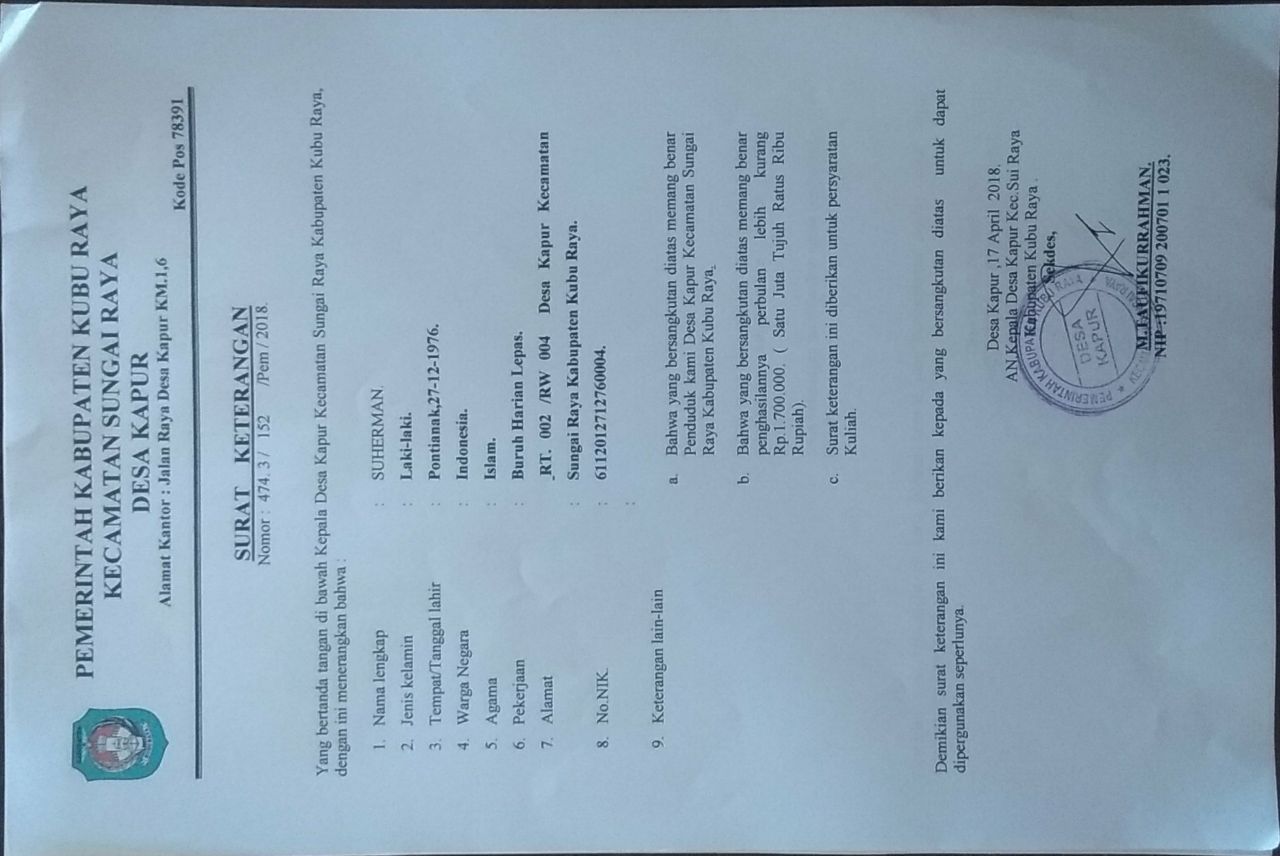 PEMERINTAH KABUPATEN KUBU RAYA
KECAMATAN SUNGAI RAYA
DESA KAPUR
Alamat Kantor : Jalan Raya Desa Kapur KM.1,6
Kode Pos 78391
SURAT KETERANGAN
Nomor : 474. 3 / 152 /Pem / 2018.
Yang bertanda tangan di bawah Kepala Desa Kapur Kecamatan Sungai Raya Kabupaten Kubu Raya,
dengan ini menerangkan bahwa :
1. Nama lengkap : SUHERMAN.
2. Jenis kelamin : Laki-laki.
3. Tempat/Tanggal lahir : Pontianak,27-12-1976.
4. Warga Negara : Indonesia.
5. Agama : Islam.
6. Pekerjaan : Buruh Harian Lepas.
7. Alamat RT. 002 /RW 004 Desa Kapur Kecamatan
: Sungai Raya Kabupaten Kubu Raya.
8. No.NIK. : 6112012712760004.
:
9. Keterangan lain-lain
a. Bahwa yang bersangkutan diatas memang benar
Penduduk kami Desa Kapur Kecamatan Sungai
Raya Kabupaten Kubu Raya.
b. Bahwa yang bersangkutan diatas memang benar
penghasilannya perbulan lebih kurang
Rp.1.700.000. ( Satu Juta Tujuh Ratus Ribu
Rupiah).
c. Surat keterangan ini diberikan untuk persyaratan
Kuliah.
Demikian surat keterangan ini kami berikan kepada yang bersangkutan diatas untuk dapat
dipergunakan seperlunya.
Desa Kapur ,17 April 2018.
AN.Kepala Desa Kapur Kec.Sui Raya
Kabupaten Kubu Raya .
Sekdes,
PEMERINTAH KABUPATEN KUBU RAYA
DESA
KAPUR
M.TAUFIKURRAHMAN.
NIP :19710709 200701 1 023.